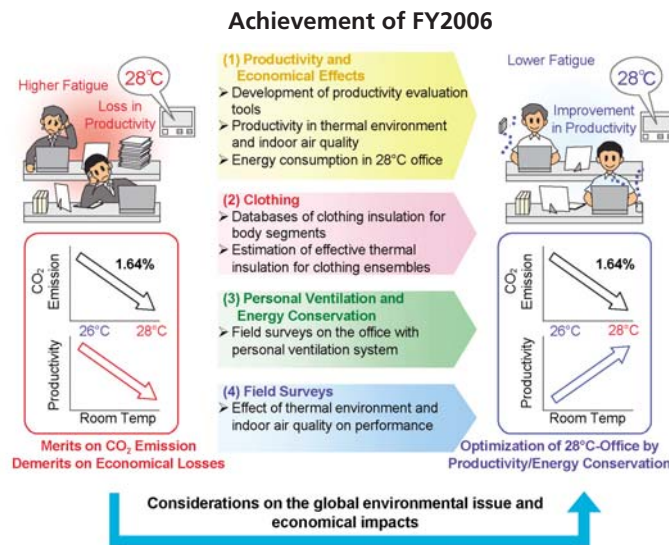 Achievement of FY2006
Higher Fatigue
28℃
Loss in
Productivity
CO₂
Emission
1.64%
26°C
28°C
Productivity
Room Temp
Merits on CO₂ Emission
Demerits on Economical Losses
(1) Productivity and
Economical Effects
➤ Development of productivity evaluation
tools
➤ Productivity in thermal environment
and indoor air quality
➤ Energy consumption in 28°C office
(2) Clothing
➤ Databases of clothing insulation for
body segments
➤ Estimation of effective thermal
insulation for clothing ensembles
(3) Personal Ventilation and
Energy Conservation
➤ Field surveys on the office with
personal ventilation system
(4) Field Surveys
➤ Effect of thermal environment and
indoor air quality on performance
Lower Fatigue
28℃
Improvement
in Productivity
CO₂
Emission
1.64%
26°C
28°C
Productivity
Room Temp
Optimization of 28°C-Office by
Productivity/Energy Conservation
Considerations on the global environmental issue and
economical impacts